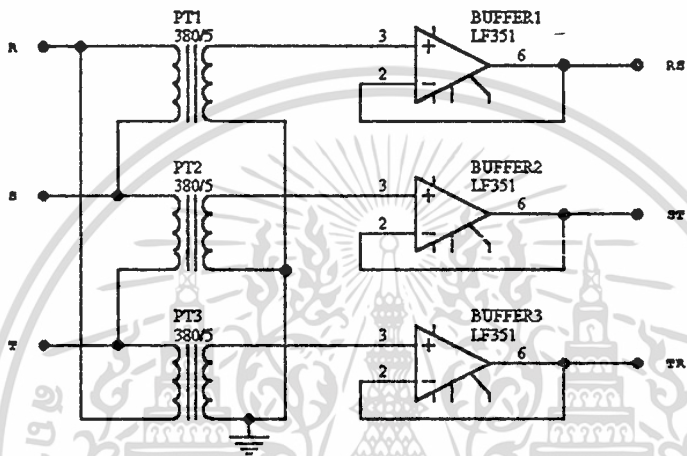 PT1
380/5
BUFFER1
LF351
R
3
2
6
RS
PT2
380/5
BUFFER2
LF351
S
3
2
6
ST
PT3
380/5
BUFFER3
LF351
T
3
2
6
TR